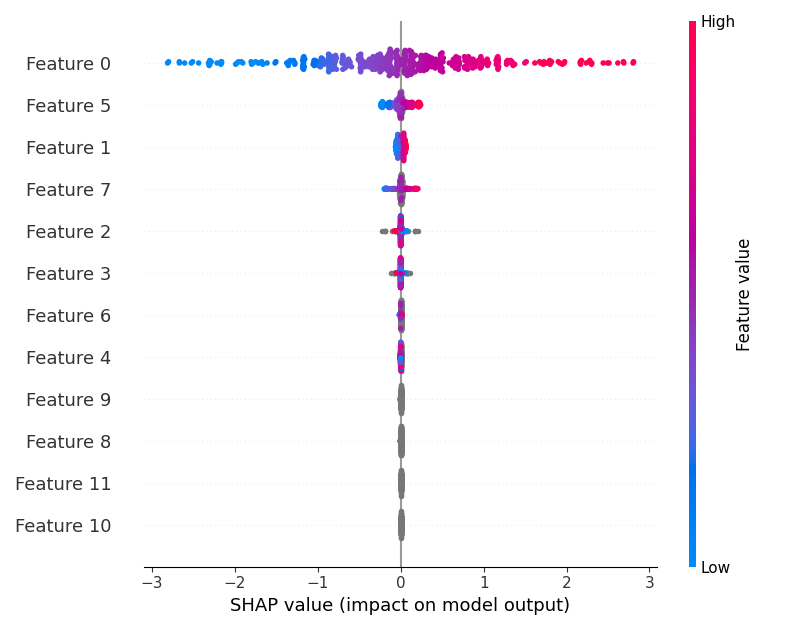 High
Feature 0
Feature 5
Feature 1
Feature 7
Feature 2
Feature 3
Feature 6
Feature 4
Feature 9
Feature 8
Feature 11
Feature 10
Feature value
Low
−3 −2 −1 0 1 2 3
SHAP value (impact on model output)